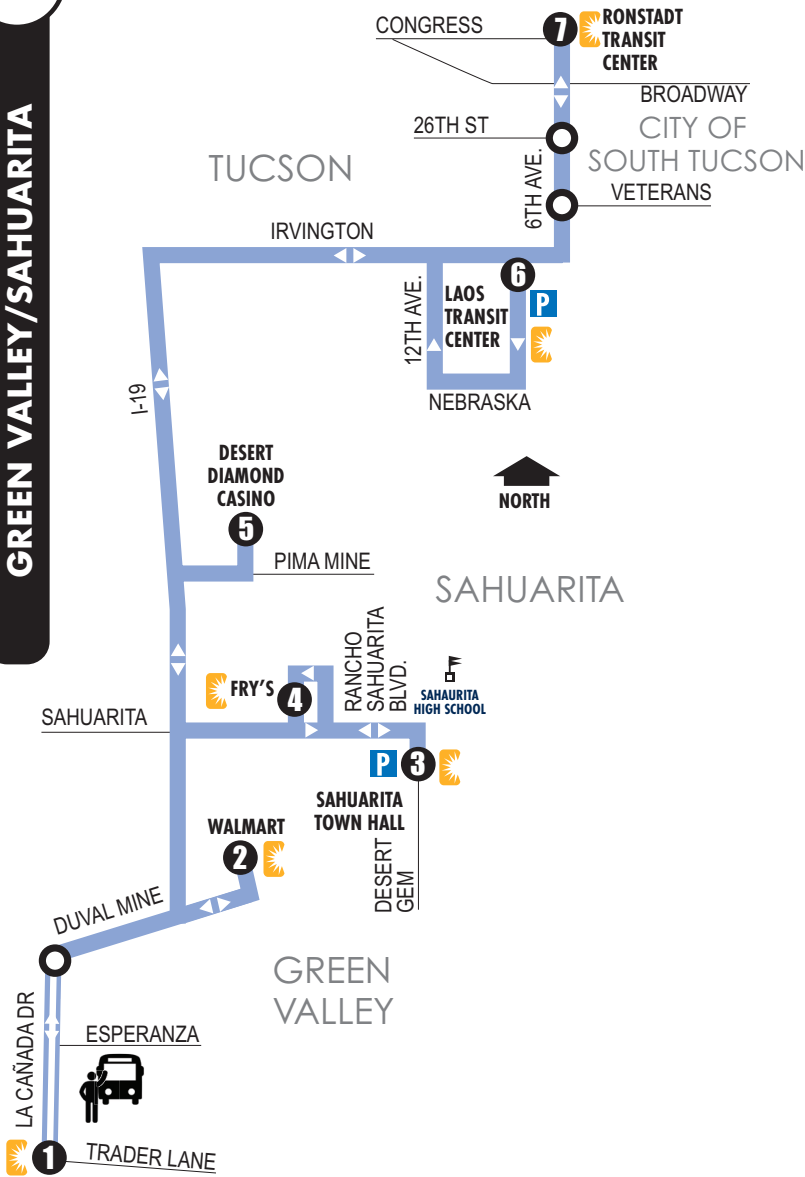 GREEN VALLEY/SAHUARITA
CONGRESS
7
RONSTADT
TRANSIT
CENTER
BROADWAY
26TH ST
CITY OF
SOUTH TUCSON
6TH AVE.
TUCSON
VETERANS
IRVINGTON
6
12TH AVE.
LAOS
TRANSIT
CENTER
P
I-19
NEBRASKA
DESERT
DIAMOND
CASINO
5
NORTH
PIMA MINE
SAHUARITA
RANCHO
SAHUARITA
BLVD.
FRY'S
4
SAHAURITA
HIGH SCHOOL
SAHUARITA
P
3
SAHUARITA
TOWN HALL
WALMART
2
DESERT
GEM
DUVAL MINE
GREEN
VALLEY
LA CAÑADA DR
ESPERANZA
1
TRADER LANE